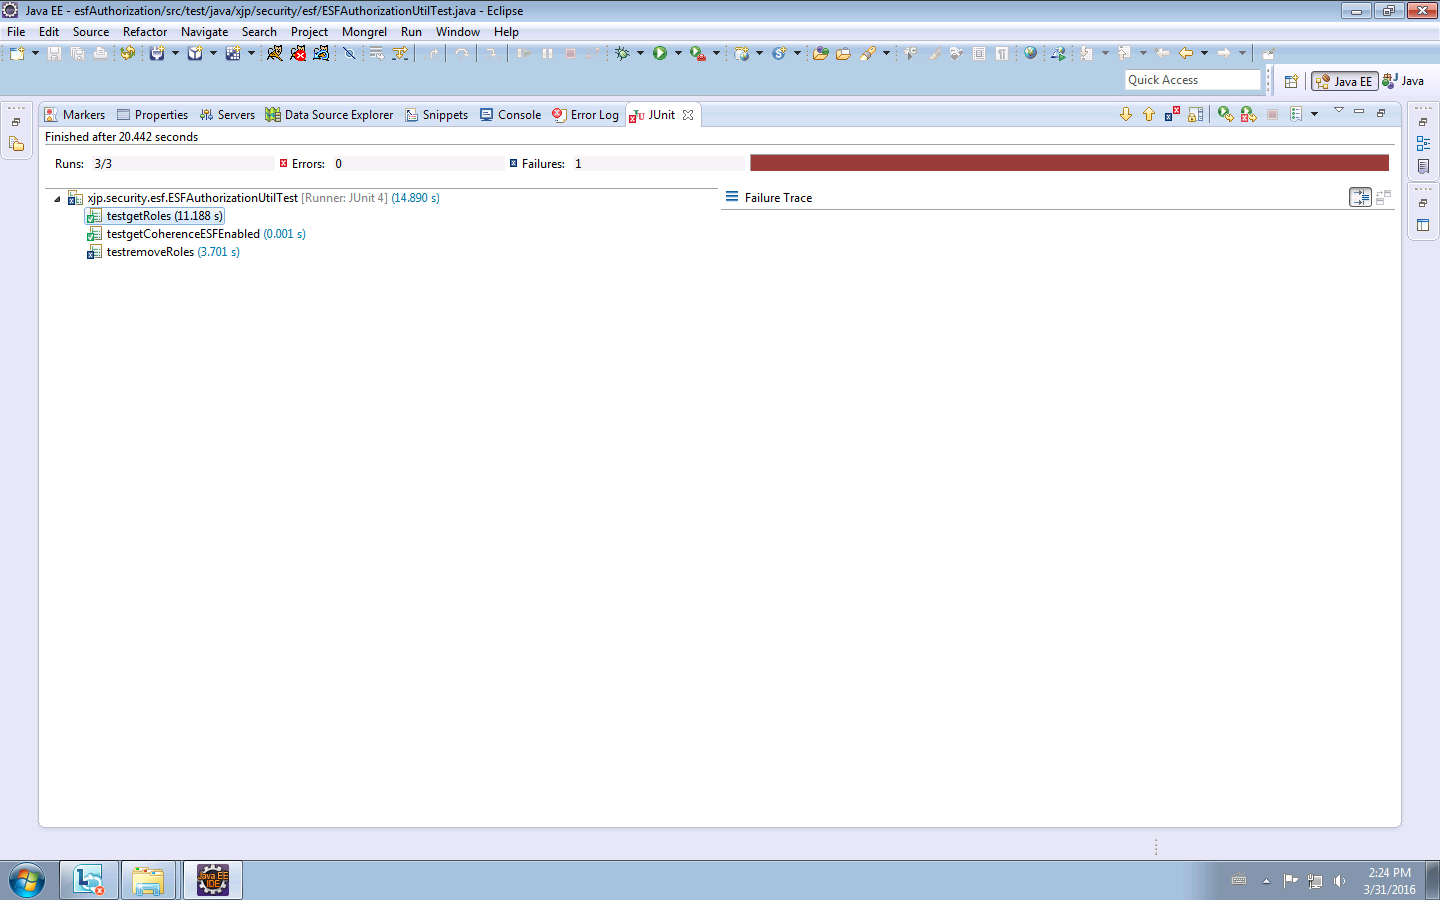 Java EE - esfAuthorization/src/test/java/xjp/security/esf/ESFAuthorizationUtilTest.java - Eclipse
File Edit Source Refactor Navigate Search Project Mongrel Run Window Help
Quick Access
Java EE
Java
Markers
Properties
Servers
Data Source Explorer
Snippets
Console
Error Log
JUnit
Finished after 20.442 seconds
Runs: 3/3
Errors: 0
Failures: 1
xjp.security.esf.ESFAuthorizationUtilTest [Runner: JUnit 4] (14.890 s)
testgetRoles (11.188 s)
testgetCoherenceESFEnabled (0.001 s)
testremoveRoles (3.701 s)
Failure Trace
Java EE
IDE
2:24 PM
3/31/2016